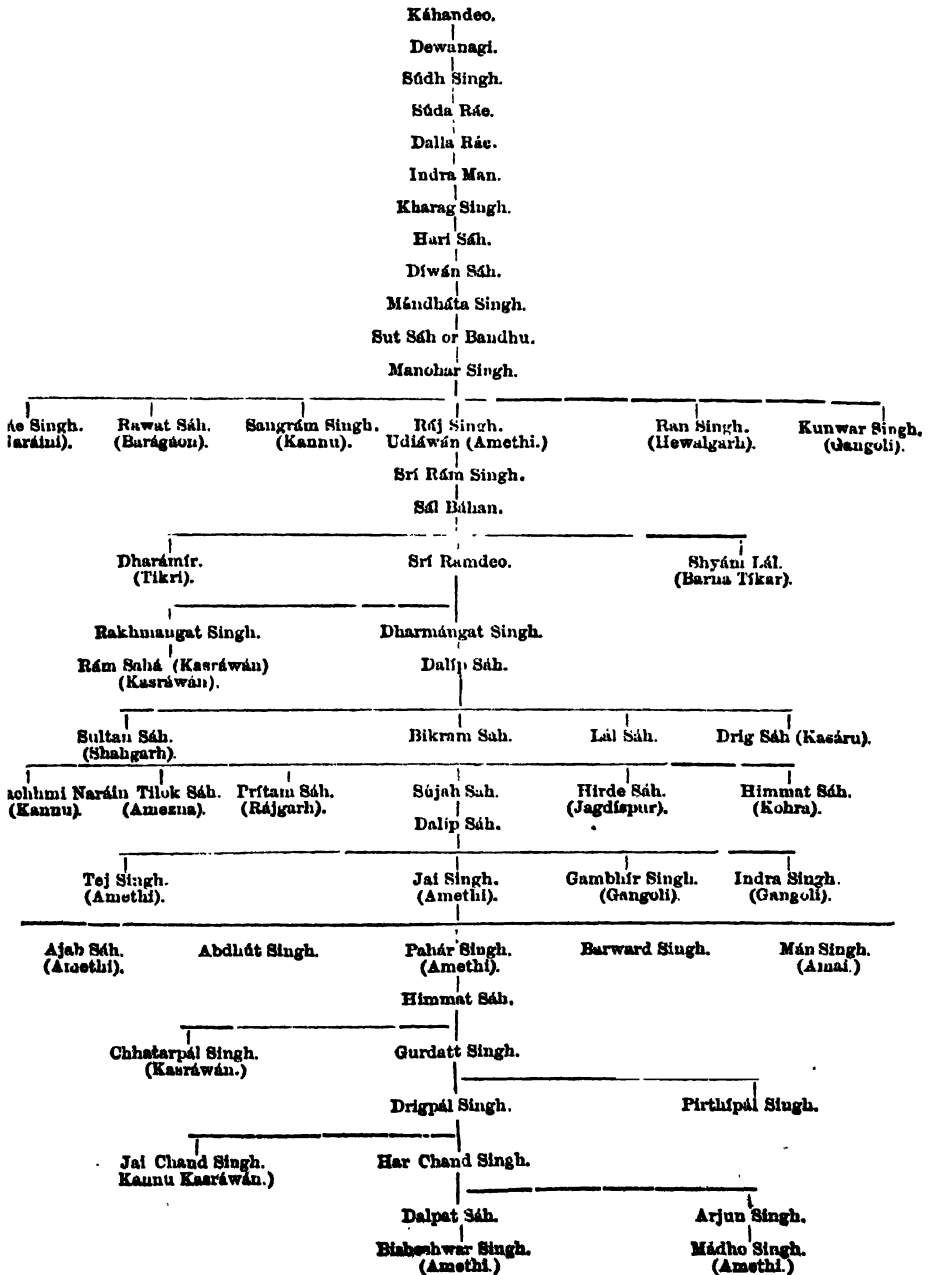 Káhandeo.
Dewanagi.
Súdh Singh.
Súda Ráe.
Dalla Ráe.
Indra Man.
Kharag Singh.
Hari Sáh.
Díwán Sáh.
Mándháta Singh.
Sut Sáh or Bandhu.
Manohar Singh.
Singh. Rawat Sáh. Sangrám Singh. Ráj Singh. Ran Singh. Kunwar Singh.
(Barágáon). (Kannu). Udiáwán (Amethi.) (Hewalgarh). (Gangoli).
Srí Rám Singh.
Sál Báhan.
Dharámír. Srí Ramdeo. Shyám Lál.
(Tikri). (Barna Tíkar).
Rakhmangat Singh. Dharmángat Singh.
Rám Sahá (Kasráwán) Dalíp Sáh.
(Kasráwán).
Sultan Sáh. Bikram Sah. Lál Sáh. Drig Sáh (Kasáru).
(Shahgarh).
Naráin Tilok Sáh. Prítam Sáh. Sújah Sah. Hirde Sáh. Himmat Sáh.
(Kannu). (Amezna). (Rájgarh). (Jagdíspur). (Kohra).
Dalip Sáh.
Tej Singh. Jai Singh. Gambhír Singh. Indra Singh.
(Amethi). (Amethi). (Gangoli). (Gangoli).
Ajab Sáh. Abdhút Singh. Pahár Singh. Barward Singh. Mán Singh.
(Amethi). (Amethi). (Amai.)
Himmat Sáh.
Chhatarpál Singh. Gurdatt Singh.
(Kasráwán.)
Drigpál Singh. Pirthípál Singh.
Jai Chand Singh. Har Chand Singh.
Kannu Kasráwán.)
Dalpat Sáh. Arjun Singh.
Bisheshwar Singh. Mádho Singh.
(Amethi.) (Amethi.)